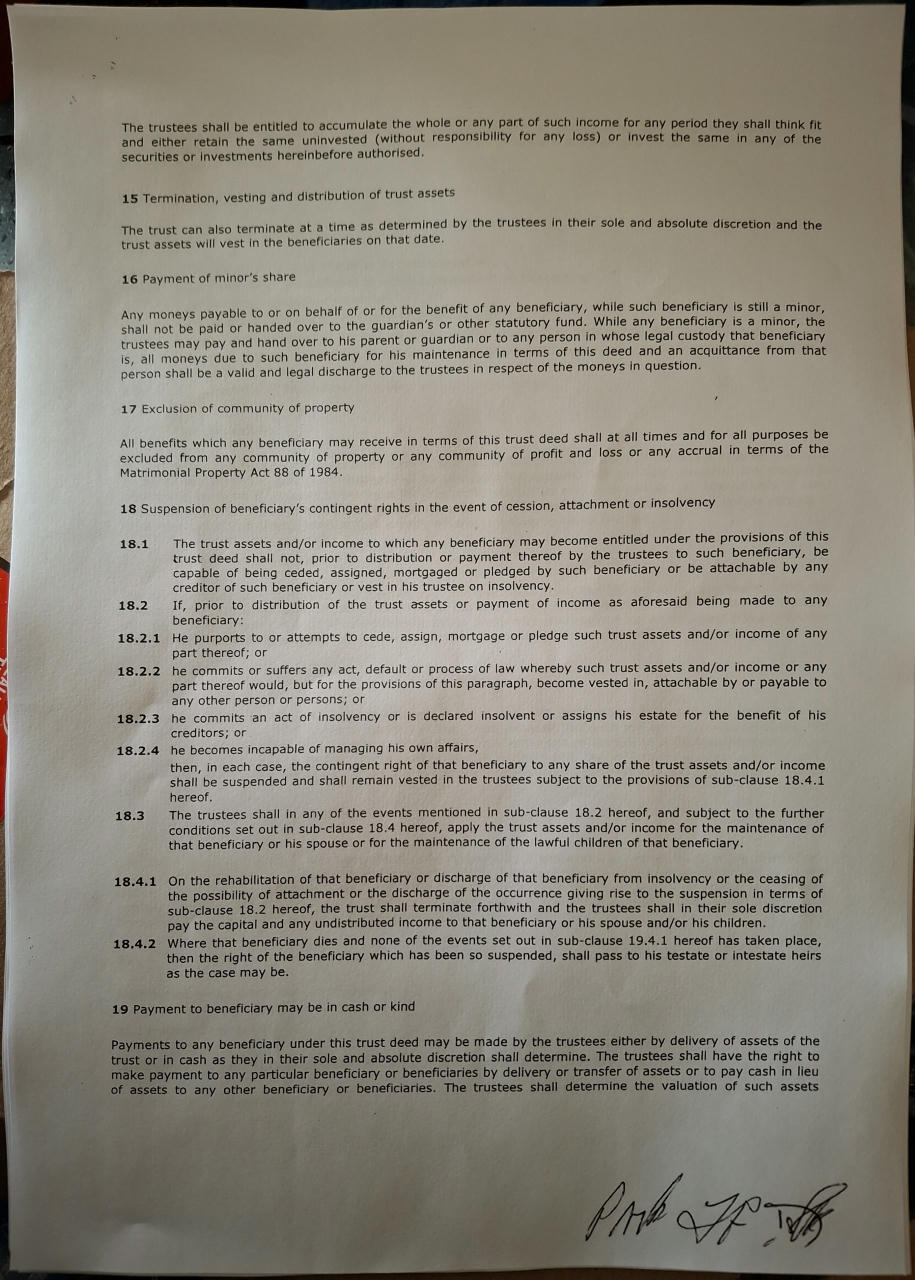 The trustees shall be entitled to accumulate the whole or any part of such income for any period they shall think fit
and either retain the same uninvested (without responsibility for any loss) or invest the same in any of the
securities or investments hereinbefore authorised.
15 Termination, vesting and distribution of trust assets
The trust can also terminate at a time as determined by the trustees in their sole and absolute discretion and the
trust assets will vest in the beneficiaries on that date.
16 Payment of minor's share
Any moneys payable to or on behalf of or for the benefit of any beneficiary, while such beneficiary is still a minor,
shall not be paid or handed over to the guardian's or other statutory fund. While any beneficiary is a minor, the
trustees may pay and hand over to his parent or guardian or to any person in whose legal custody that beneficiary
is, all moneys due to such beneficiary for his maintenance in terms of this deed and an acquittance from that
person shall be a valid and legal discharge to the trustees in respect of the moneys in question.
17 Exclusion of community of property
All benefits which any beneficiary may receive in terms of this trust deed shall at all times and for all purposes be
excluded from any community of property or any community of profit and loss or any accrual in terms of the
Matrimonial Property Act 88 of 1984.
18 Suspension of beneficiary's contingent rights in the event of cession, attachment or insolvency
18.1 The trust assets and/or income to which any beneficiary may become entitled under the provisions of this
trust deed shall not, prior to distribution or payment thereof by the trustees to such beneficiary, be
capable of being ceded, assigned, mortgaged or pledged by such beneficiary or be attachable by any
creditor of such beneficiary or vest in his trustee on insolvency.
18.2 If, prior to distribution of the trust assets or payment of income as aforesaid being made to any
beneficiary:
18.2.1 He purports to or attempts to cede, assign, mortgage or pledge such trust assets and/or income of any
part thereof; or
18.2.2 he commits or suffers any act, default or process of law whereby such trust assets and/or income or any
part thereof would, but for the provisions of this paragraph, become vested in, attachable by or payable to
any other person or persons; or
18.2.3 he commits an act of insolvency or is declared insolvent or assigns his estate for the benefit of his
creditors; or
18.2.4 he becomes incapable of managing his own affairs,
then, in each case, the contingent right of that beneficiary to any share of the trust assets and/or income
shall be suspended and shall remain vested in the trustees subject to the provisions of sub-clause 18.4.1
hereof.
18.3 The trustees shall in any of the events mentioned in sub-clause 18.2 hereof, and subject to the further
conditions set out in sub-clause 18.4 hereof, apply the trust assets and/or income for the maintenance of
that beneficiary or his spouse or for the maintenance of the lawful children of that beneficiary.
18.4.1 On the rehabilitation of that beneficiary or discharge of that beneficiary from insolvency or the ceasing of
the possibility of attachment or the discharge of the occurrence giving rise to the suspension in terms of
sub-clause 18.2 hereof, the trust shall terminate forthwith and the trustees shall in their sole discretion
pay the capital and any undistributed income to that beneficiary or his spouse and/or his children.
18.4.2 Where that beneficiary dies and none of the events set out in sub-clause 19.4.1 hereof has taken place,
then the right of the beneficiary which has been so suspended, shall pass to his testate or intestate heirs
as the case may be.
19 Payment to beneficiary may be in cash or kind
Payments to any beneficiary under this trust deed may be made by the trustees either by delivery of assets of the
trust or in cash as they in their sole and absolute discretion shall determine. The trustees shall have the right to
make payment to any particular beneficiary or beneficiaries by delivery or transfer of assets or to pay cash in lieu
of assets to any other beneficiary or beneficiaries. The trustees shall determine the valuation of such assets